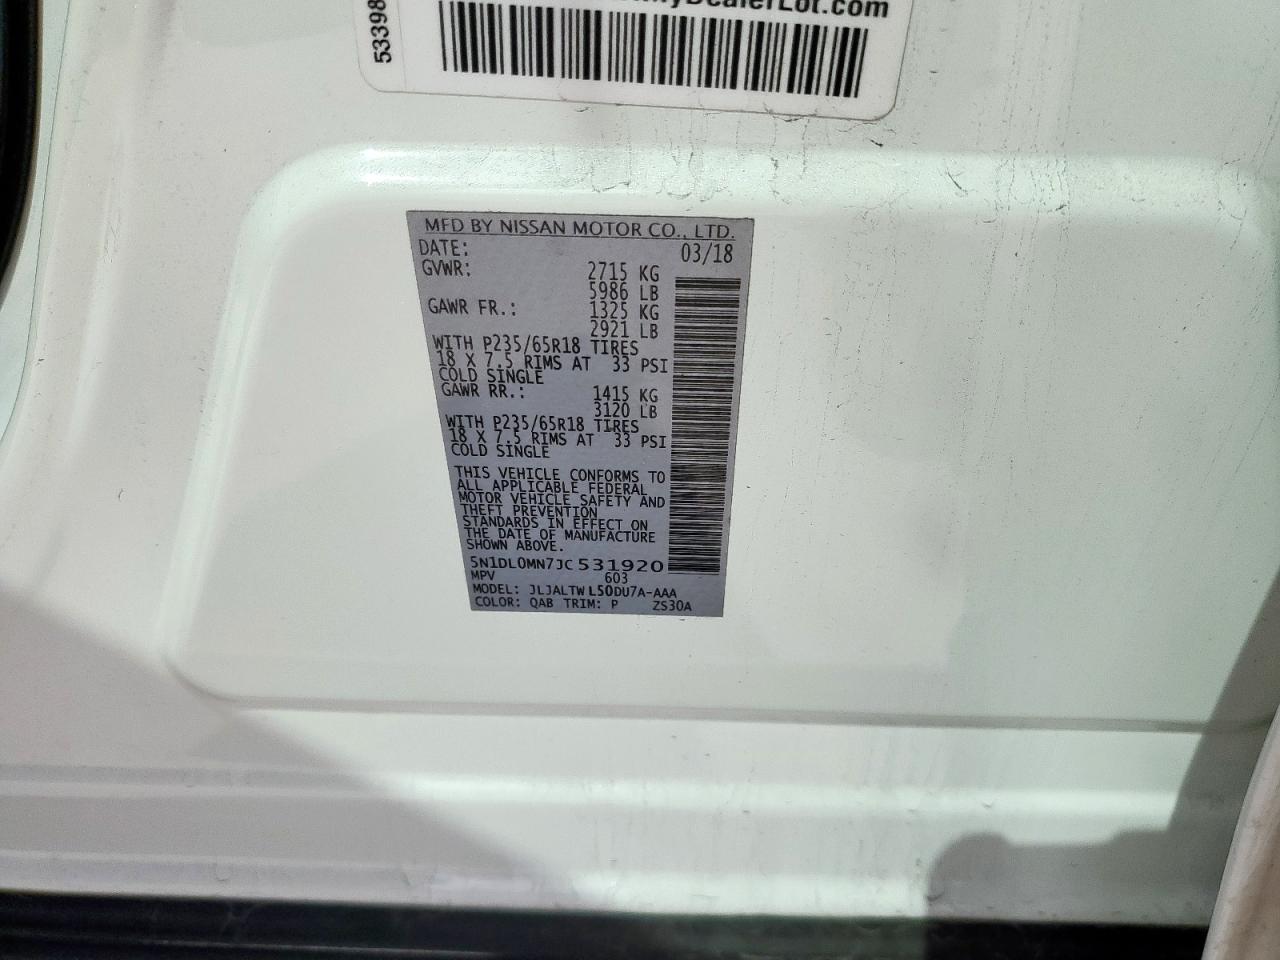 53398
DealerLot.com
MFD BY NISSAN MOTOR CO., LTD.
DATE: 03/18
GVWR: 2715 KG
5986 LB
GAWR FR.: 1325 KG
2921 LB
WITH P235/65R18 TIRES
18 X 7.5 RIMS AT 33 PSI
COLD SINGLE
GAWR RR.: 1415 KG
3120 LB
WITH P235/65R18 TIRES
18 X 7.5 RIMS AT 33 PSI
COLD SINGLE
THIS VEHICLE CONFORMS TO
ALL APPLICABLE FEDERAL
MOTOR VEHICLE SAFETY AND
THEFT PREVENTION
STANDARDS IN EFFECT ON
THE DATE OF MANUFACTURE
SHOWN ABOVE.
5N1DL0MN7JC531920
MPV 603
MODEL: JLJALTWL50DU7A-AAA
COLOR: QAB TRIM: P ZS30A